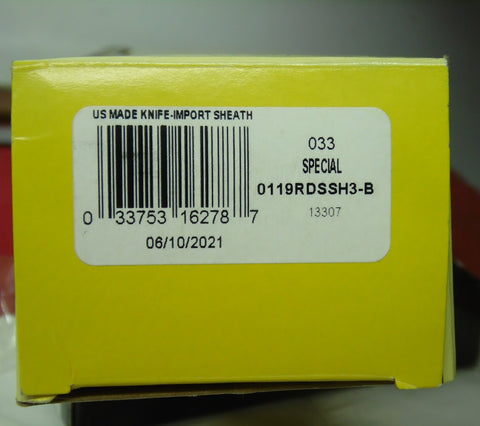 US MADE KNIFE-IMPORT SHEATH
0 33753 16278 7
06/10/2021
033
SPECIAL
0119RDSSH3-B
13307